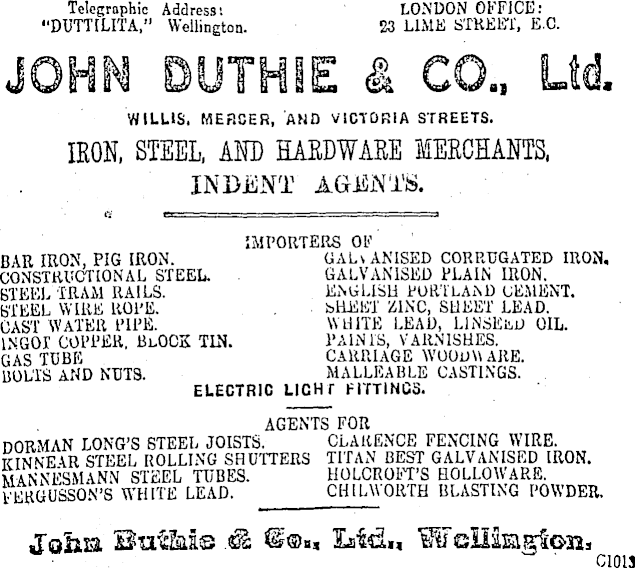 Telegraphic Address:
"DUTTILITA," Wellington.
LONDON OFFICE:
23 LIME STREET, E.C.
JOHN DUTHIE & CO., Ltd.
WILLIS, MERCER, AND VICTORIA STREETS.
IRON, STEEL, AND HARDWARE MERCHANTS,
INDENT AGENTS.
IMPORTERS OF
BAR IRON, PIG IRON.
CONSTRUCTIONAL STEEL.
STEEL TRAM RAILS.
STEEL WIRE ROPE.
CAST WATER PIPE.
INGOT COPPER, BLOCK TIN.
GAS TUBE
BOLTS AND NUTS.
GALVANISED CORRUGATED IRON.
GALVANISED PLAIN IRON.
ENGLISH PORTLAND CEMENT.
SHEET ZINC, SHEET LEAD.
WHITE LEAD, LINSEED OIL.
PAINTS, VARNISHES.
CARRIAGE WOODWARE.
MALLEABLE CASTINGS.
ELECTRIC LIGHT FITTINGS.
AGENTS FOR
DORMAN LONG'S STEEL JOISTS.
KINNEAR STEEL ROLLING SHUTTERS
MANNESMANN STEEL TUBES.
FERGUSSON'S WHITE LEAD.
CLARENCE FENCING WIRE.
TITAN BEST GALVANISED IRON.
HOLCROFT'S HOLLOWARE.
CHILWORTH BLASTING POWDER.
John Duthie & Co., Ltd., Wellington,
C1013